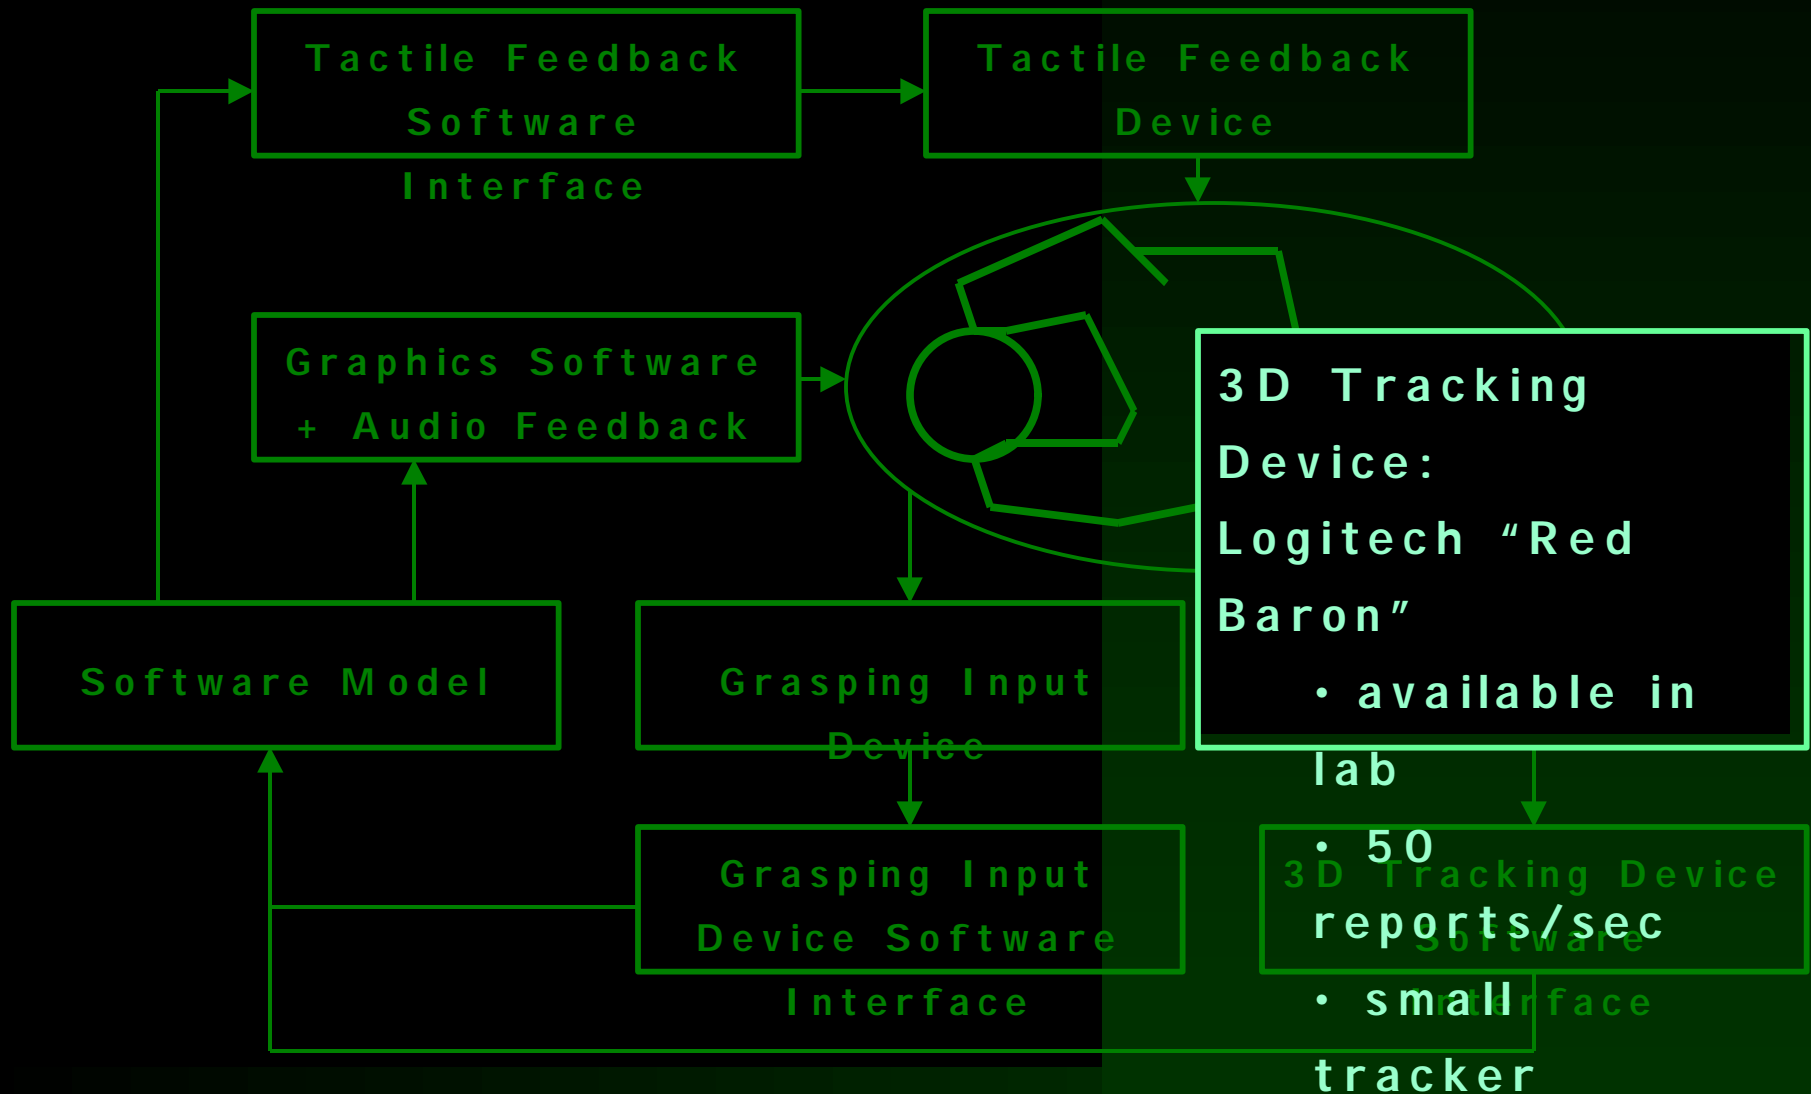 Tactile Feedback
Software
Interface
Tactile Feedback
Device
Graphics Software
+ Audio Feedback
3D Tracking
Device:
Logitech “Red
Baron”
• available in
lab
• 50
reports/sec
• small
tracker
Software Model
Grasping Input
Device
Grasping Input
Device Software
Interface
3D Tracking Device
Software
Interface